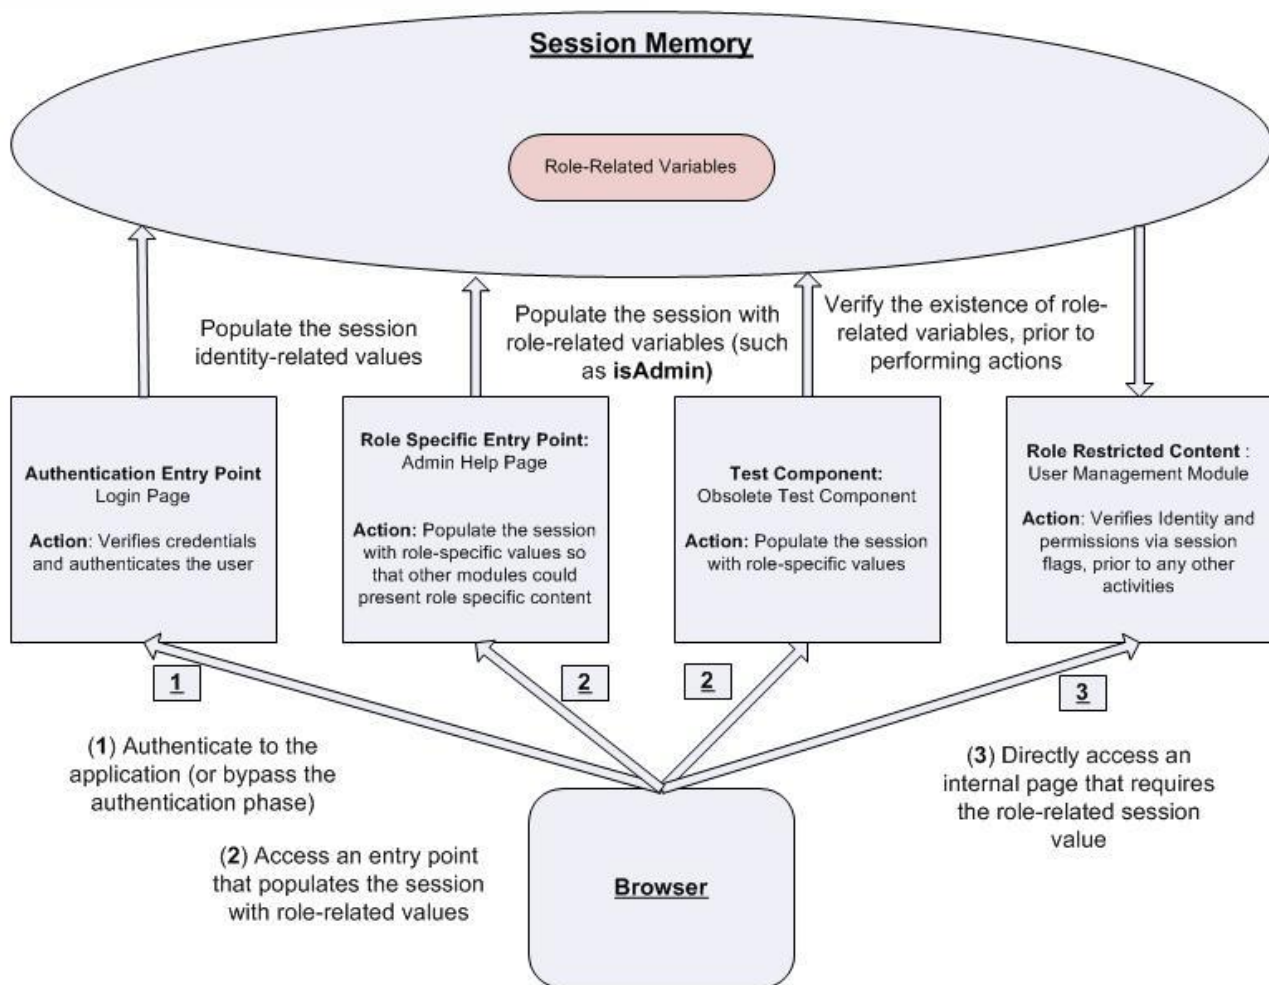 Session Memory
Role-Related Variables
Populate the session
identity-related values
Populate the session with
role-related variables (such
as isAdmin)
Verify the existence of role-
related variables, prior to
performing actions
Authentication Entry Point
Login Page
Action: Verifies credentials
and authenticates the user
Role Specific Entry Point:
Admin Help Page
Action: Populate the session
with role-specific values so
that other modules could
present role specific content
Test Component:
Obsolete Test Component
Action: Populate the session
with role-specific values
Role Restricted Content :
User Management Module
Action: Verifies Identity and
permissions via session
flags, prior to any other
activities
1
2
2
3
(1) Authenticate to the
application (or bypass the
authentication phase)
(2) Access an entry point
that populates the session
with role-related values
(3) Directly access an
internal page that requires
the role-related session
value
Browser